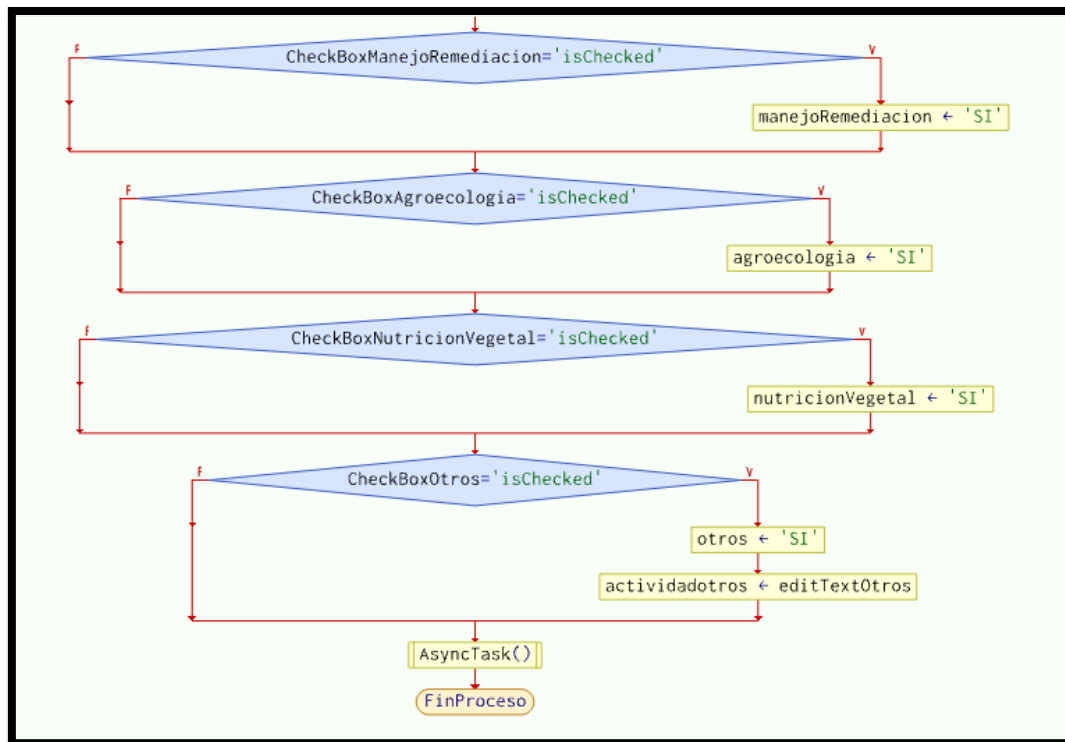 CheckBoxManejoRemediacion='isChecked'
F
V
manejoRemediacion ← 'SI'
CheckBoxAgroecologia='isChecked'
F
V
agroecologia ← 'SI'
CheckBoxNutricionVegetal='isChecked'
F
V
nutricionVegetal ← 'SI'
CheckBoxOtros='isChecked'
F
V
otros ← 'SI'
actividadotros ← editTextOtros
AsyncTask()
FinProceso